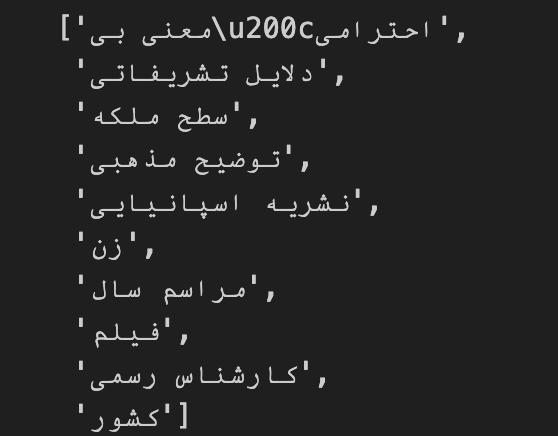 ['معنی بی\u200cاحترامی',
'دلایل تشریفاتی',
'سطح ملکه',
'توضیح مذهبی',
'نشریه اسپانیایی',
'زن',
'مراسم سال',
'فیلم',
'کارشناس رسمی',
'کشور']